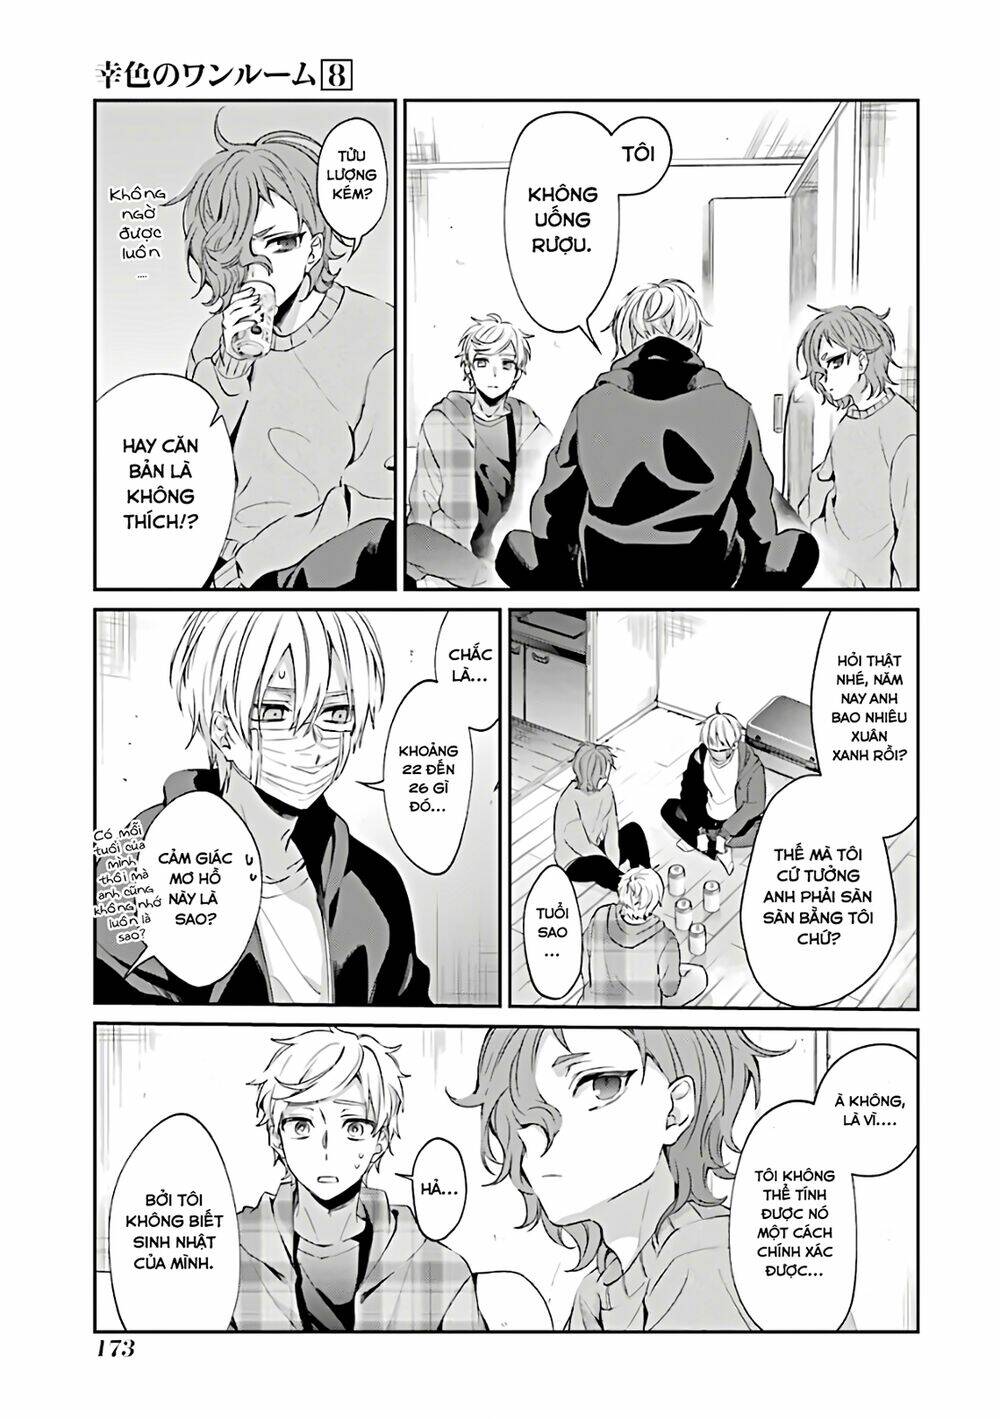 幸色のワンルーム 8
TÔI
KHÔNG
UỐNG
RƯỢU.
TỬU
LƯỢNG
KÉM?
Không
ngờ
được
luôn
....
HAY CĂN
BẢN LÀ
KHÔNG
THÍCH!?
HỎI THẬT
NHÉ, NĂM
NAY ANH
BAO NHIÊU
XUÂN
XANH RỒI?
THẾ MÀ TÔI
CỨ TƯỞNG
ANH PHẢI SÀN
SÀN BẰNG TÔI
CHỨ?
TUỔI
SAO
...
CHẮC
LÀ...
KHOẢNG
22 ĐẾN
26 GÌ
ĐÓ...
CẢM GIÁC
MƠ HỒ
NÀY LÀ
SAO?
Có mỗi
tuổi của
mình
thôi mà
anh cũng
không nhớ
luôn là
sao?
À KHÔNG,
LÀ VÌ....
TÔI KHÔNG
THỂ TÍNH
ĐƯỢC NÓ
MỘT CÁCH
CHÍNH XÁC
ĐƯỢC...
HẢ...
BỞI TÔI
KHÔNG BIẾT
SINH NHẬT
CỦA MÌNH.
173